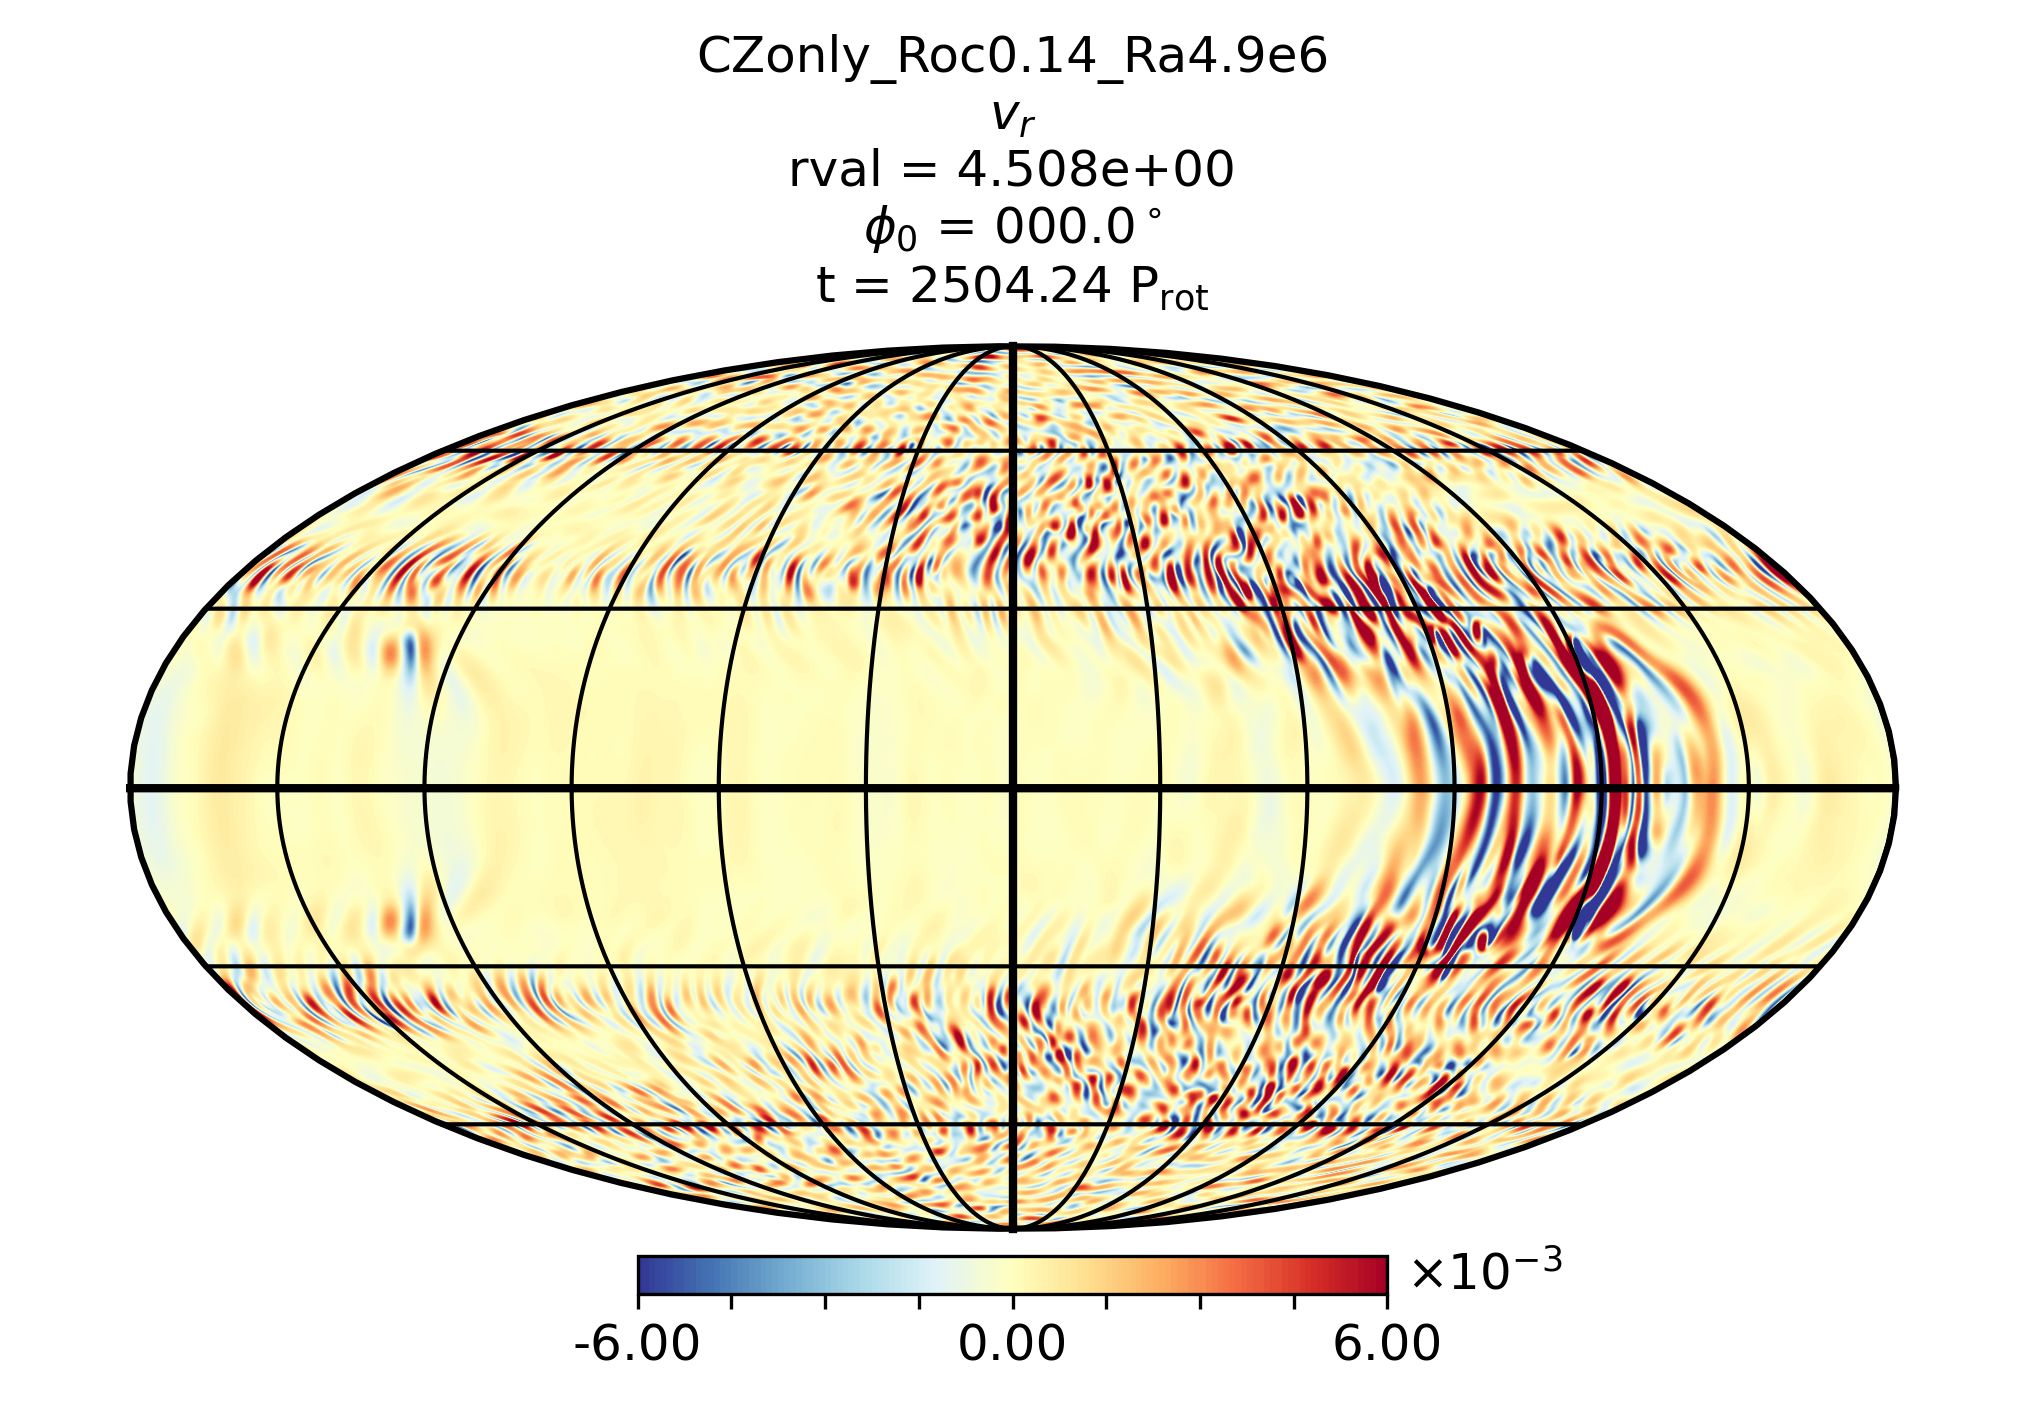 CZonly_Roc0.14_Ra4.9e6
v_r
rval = 4.508e+00
ϕ_0 = 000.0°
t = 2504.24 P_rot
×10^−3
-6.00 0.00 6.00